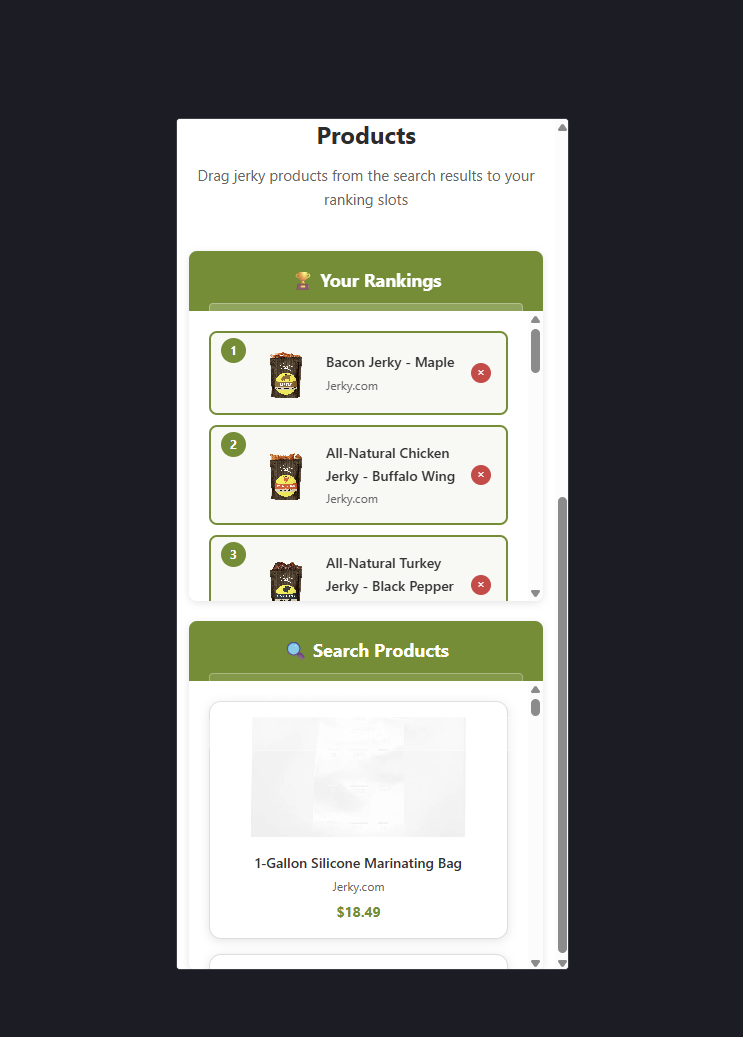 Products
Drag jerky products from the search results to your
ranking slots
🏆 Your Rankings
1
Bacon Jerky - Maple
Jerky.com
×
2
All-Natural Chicken
Jerky - Buffalo Wing
Jerky.com
×
3
All-Natural Turkey
Jerky - Black Pepper
×
🔍 Search Products
1-Gallon Silicone Marinating Bag
Jerky.com
$18.49